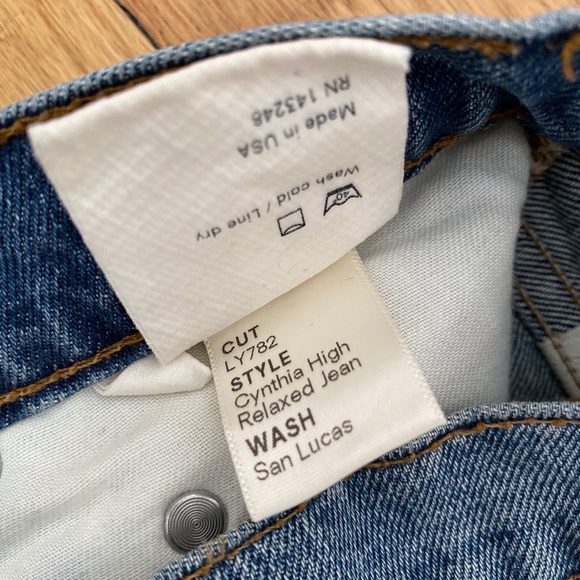 Wash cold / Line dry
40
Made in USA
RN 143248
CUT
LY782
STYLE
Cynthia High
Relaxed Jean
WASH
San Lucas